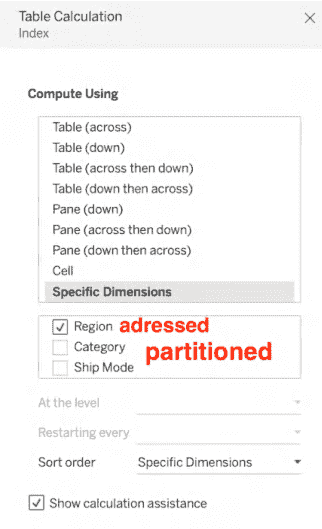 Table Calculation
Index
Compute Using
Table (across)
Table (down)
Table (across then down)
Table (down then across)
Pane (down)
Pane (across then down)
Pane (down then across)
Cell
Specific Dimensions
Region adressed
Category partitioned
Ship Mode
At the level
Restarting every
Sort order Specific Dimensions
Show calculation assistance